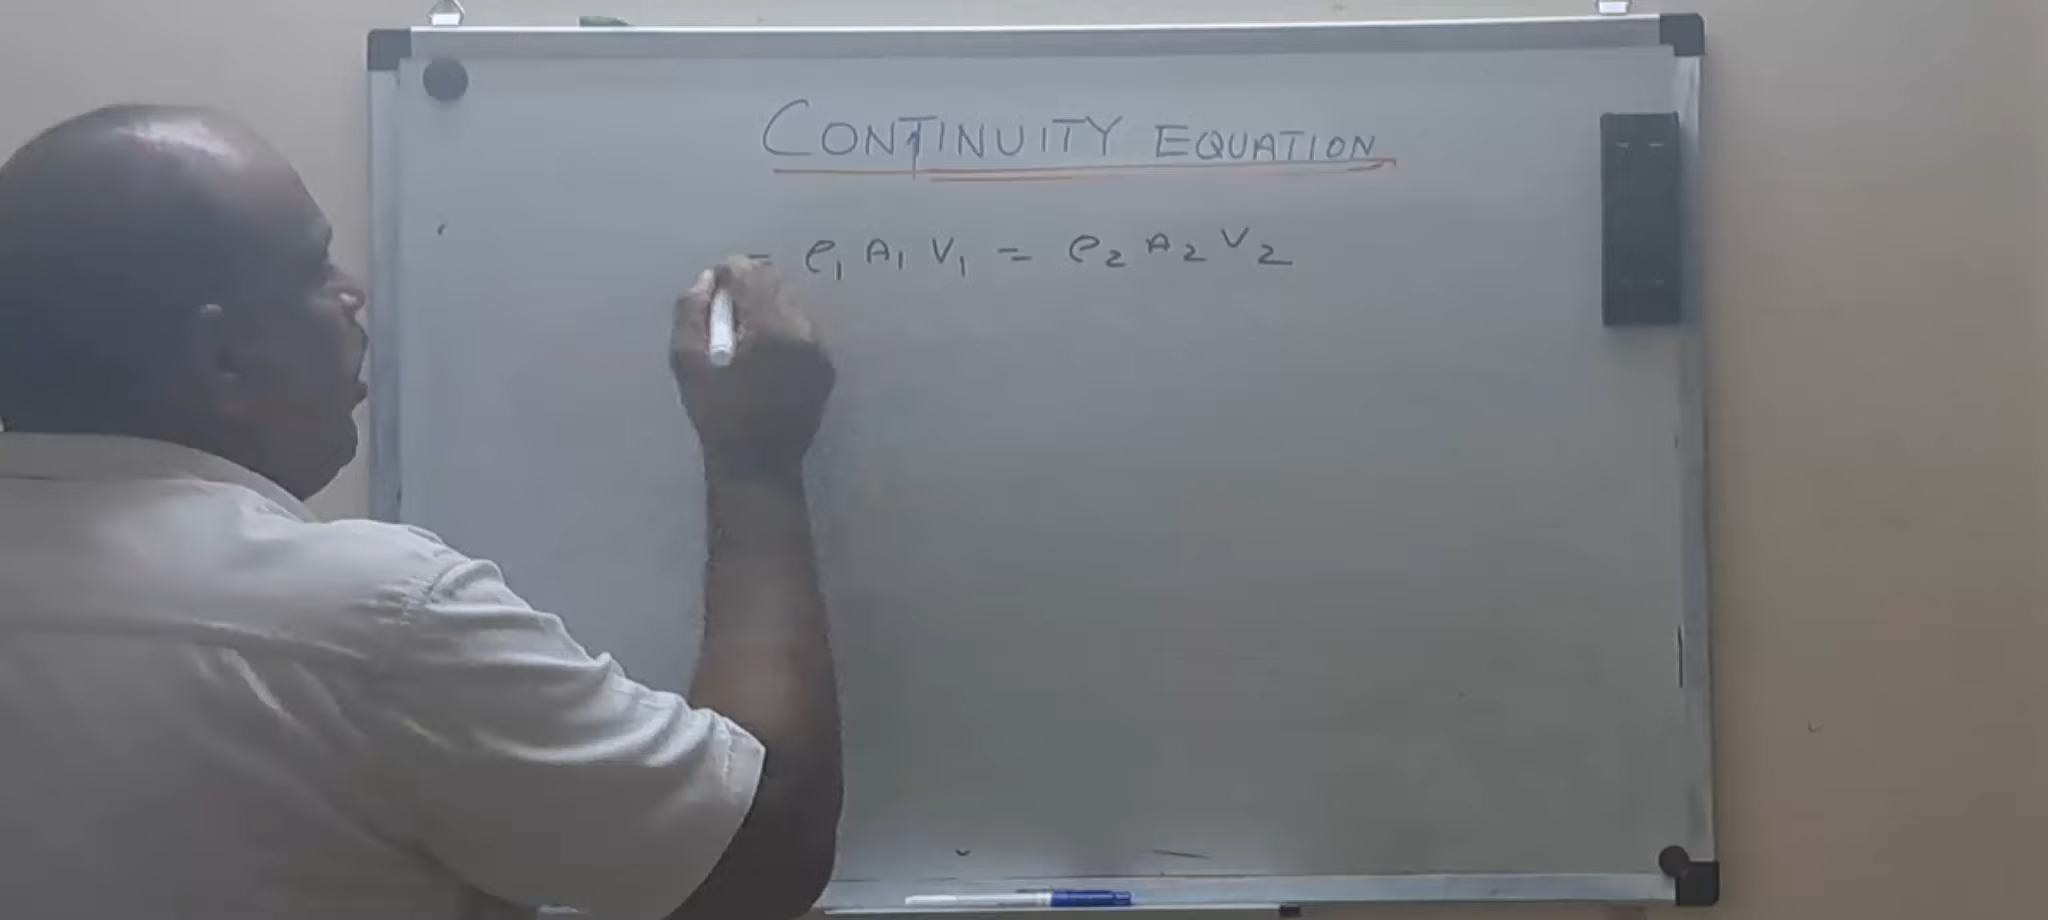 CONTINUITY EQUATION
= ρ₁ A₁ V₁ = ρ₂ A₂ V₂